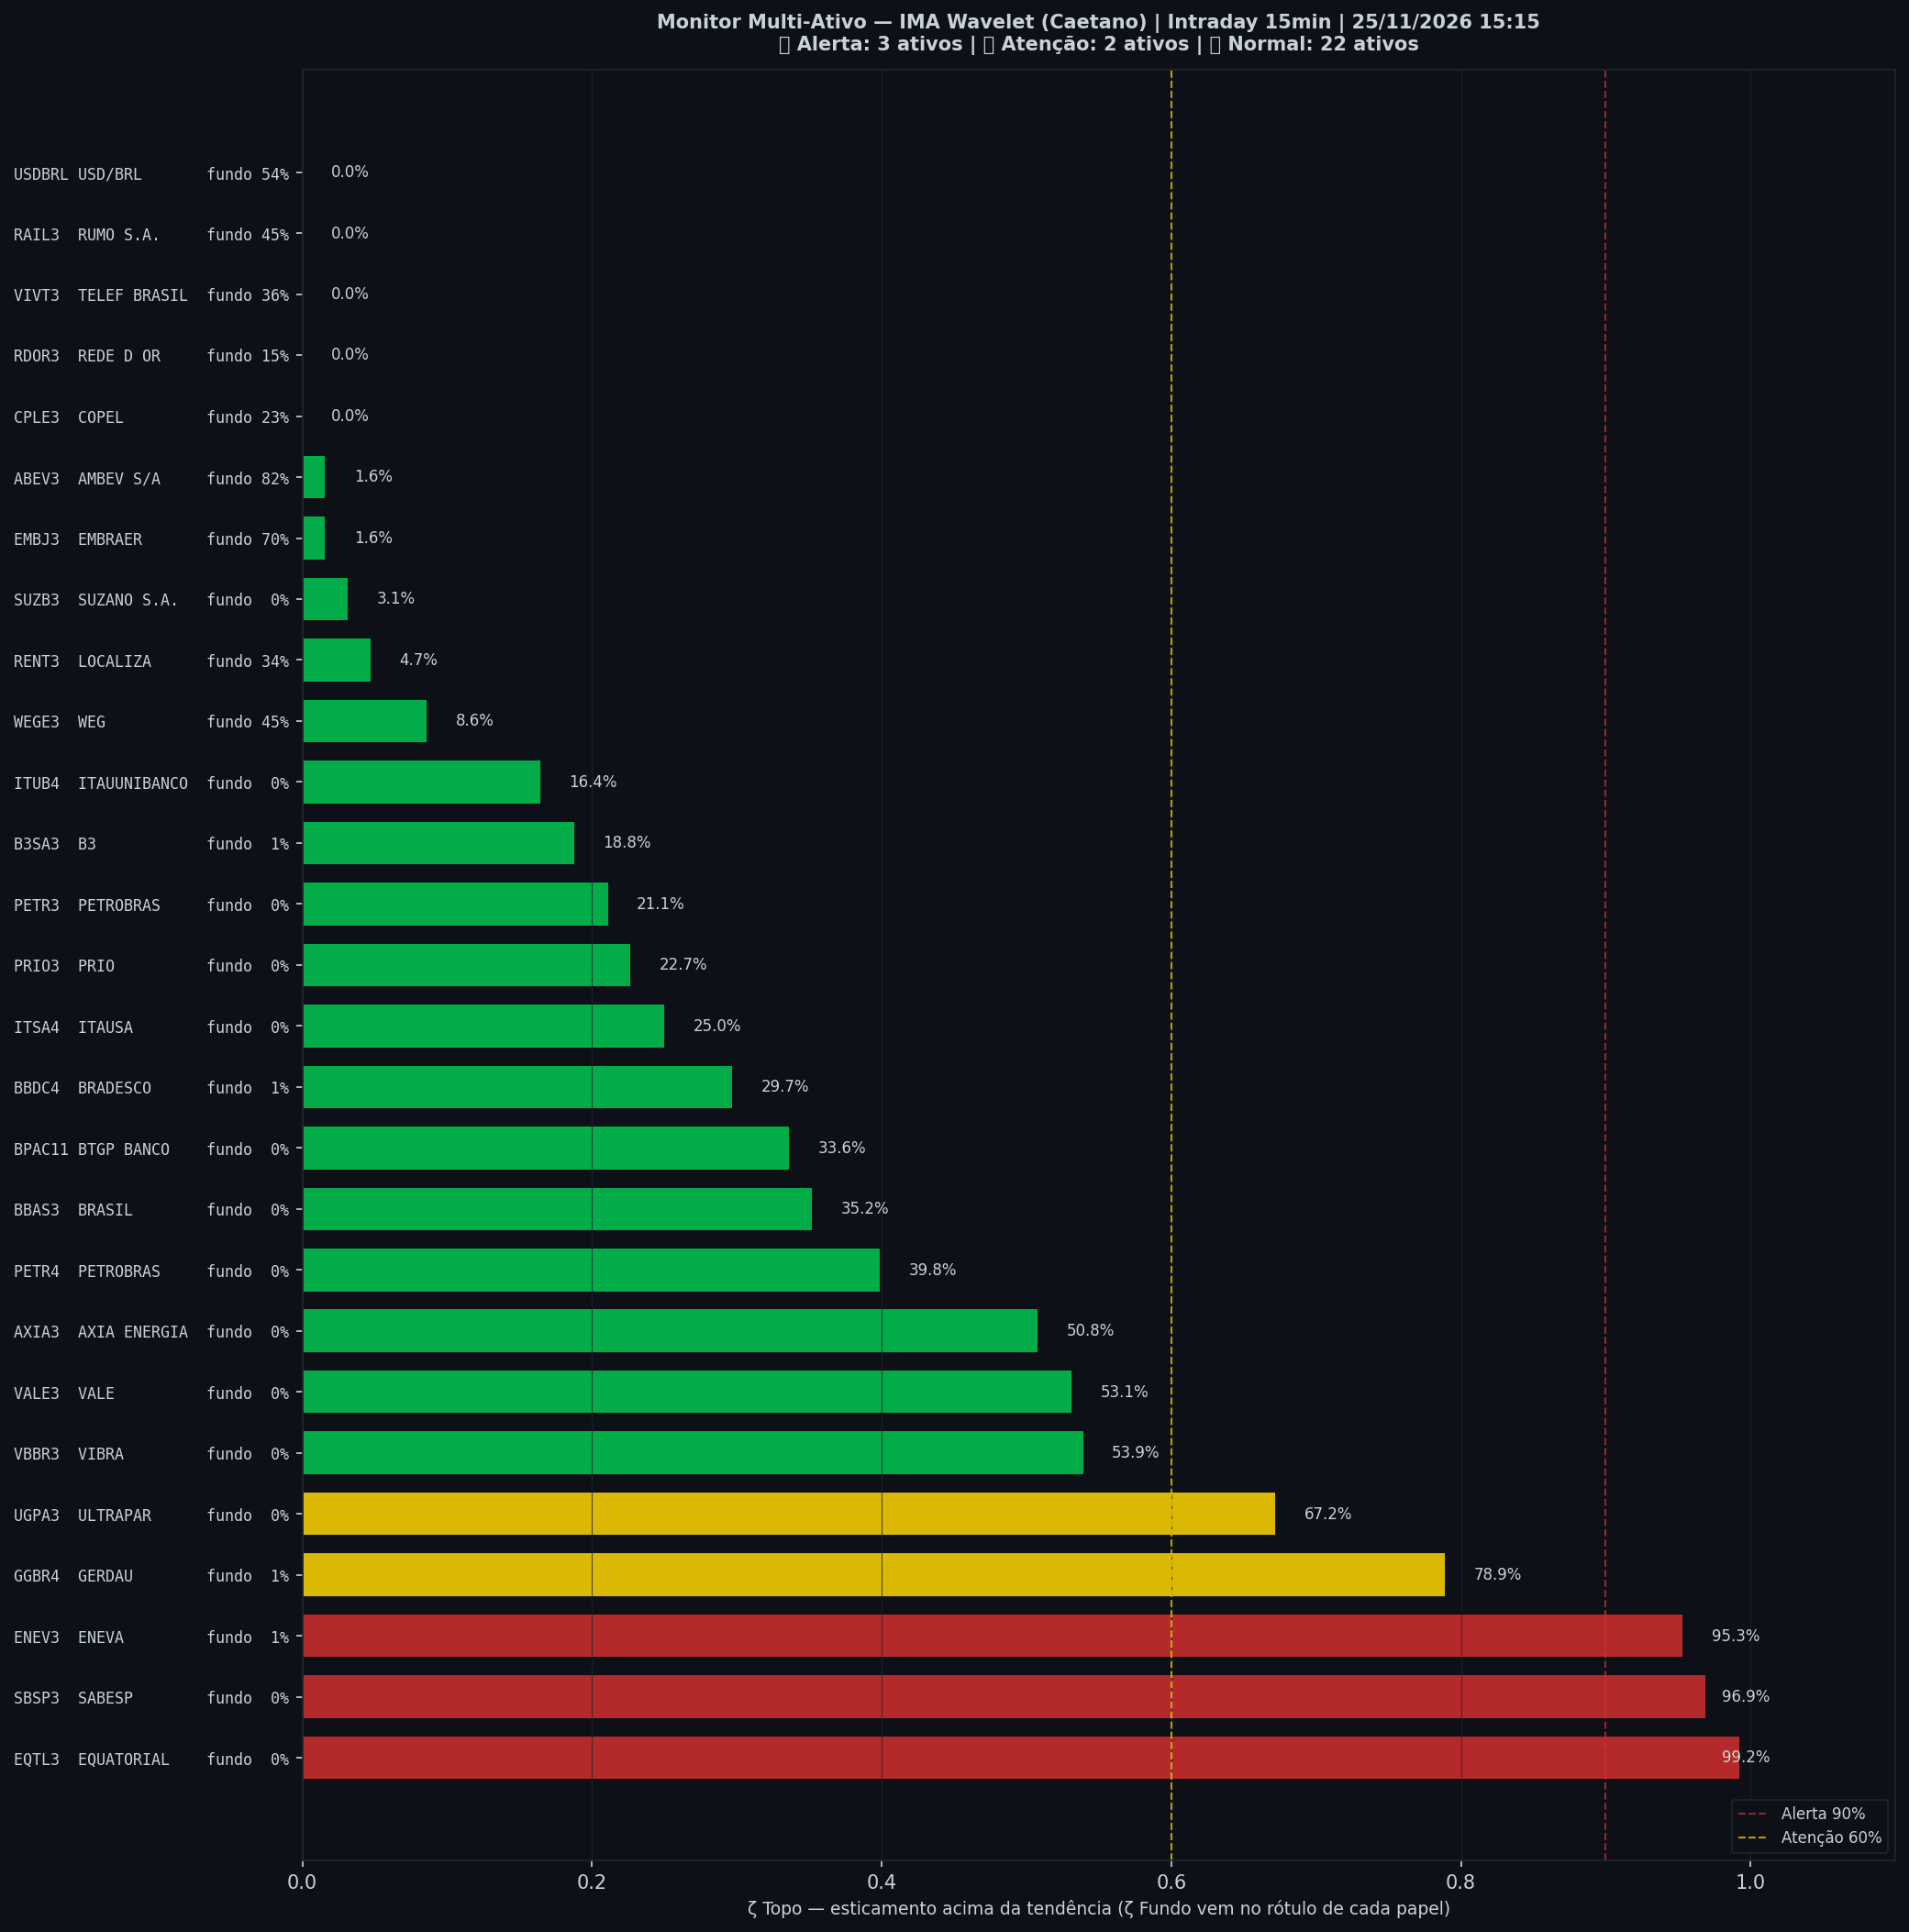 Monitor Multi-Ativo — IMA Wavelet (Caetano) | Intraday 15min | 25/11/2026 15:15
▯ Alerta: 3 ativos | ▯ Atenção: 2 ativos | ▯ Normal: 22 ativos
USDBRL USD/BRL fundo 54% 0.0%
RAIL3 RUMO S.A. fundo 45% 0.0%
VIVT3 TELEF BRASIL fundo 36% 0.0%
RDOR3 REDE D OR fundo 15% 0.0%
CPLE3 COPEL fundo 23% 0.0%
ABEV3 AMBEV S/A fundo 82% 1.6%
EMBJ3 EMBRAER fundo 70% 1.6%
SUZB3 SUZANO S.A. fundo 0% 3.1%
RENT3 LOCALIZA fundo 34% 4.7%
WEGE3 WEG fundo 45% 8.6%
ITUB4 ITAUUNIBANCO fundo 0% 16.4%
B3SA3 B3 fundo 1% 18.8%
PETR3 PETROBRAS fundo 0% 21.1%
PRIO3 PRIO fundo 0% 22.7%
ITSA4 ITAUSA fundo 0% 25.0%
BBDC4 BRADESCO fundo 1% 29.7%
BPAC11 BTGP BANCO fundo 0% 33.6%
BBAS3 BRASIL fundo 0% 35.2%
PETR4 PETROBRAS fundo 0% 39.8%
AXIA3 AXIA ENERGIA fundo 0% 50.8%
VALE3 VALE fundo 0% 53.1%
VBBR3 VIBRA fundo 0% 53.9%
UGPA3 ULTRAPAR fundo 0% 67.2%
GGBR4 GERDAU fundo 1% 78.9%
ENEV3 ENEVA fundo 1% 95.3%
SBSP3 SABESP fundo 0% 96.9%
EQTL3 EQUATORIAL fundo 0% 99.2%
Alerta 90%
Atenção 60%
0.0 0.2 0.4 0.6 0.8 1.0
ζ Topo — esticamento acima da tendência (ζ Fundo vem no rótulo de cada papel)